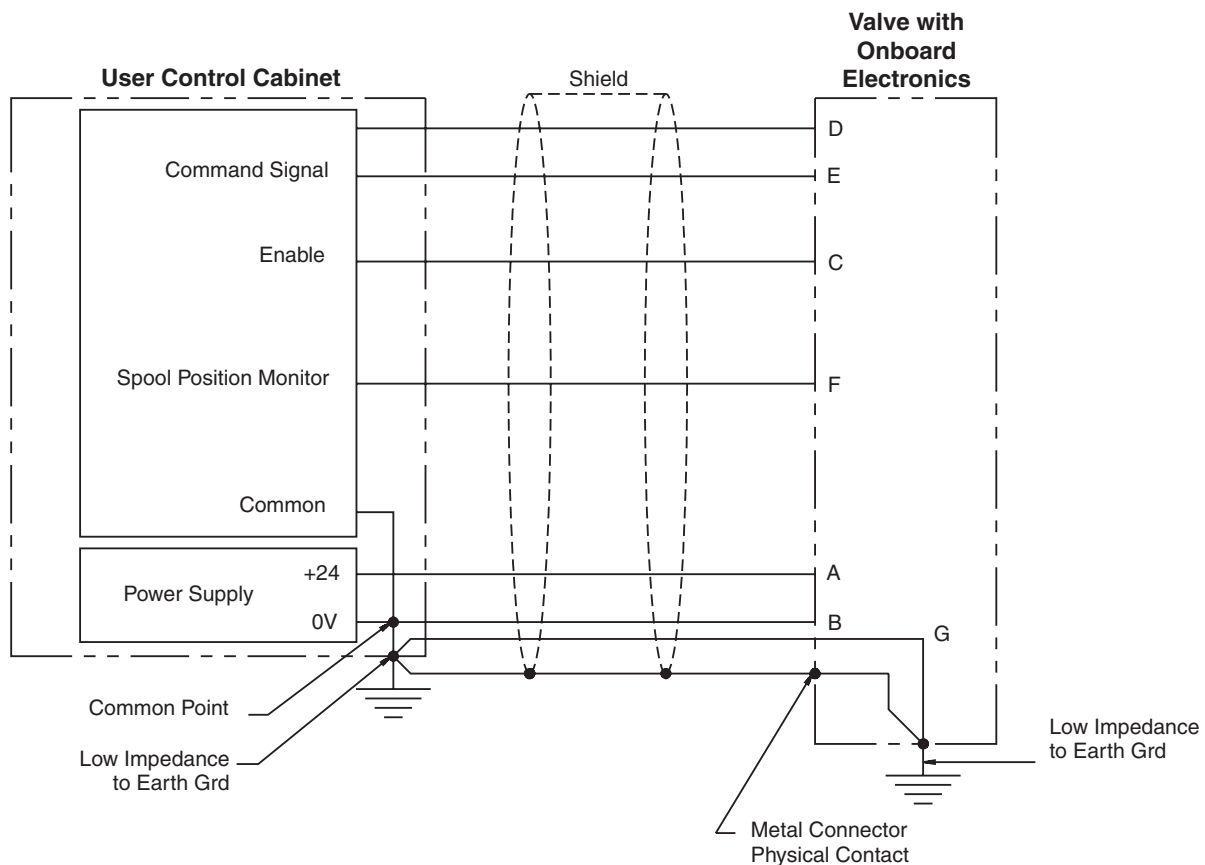 Valve with
Onboard
Electronics
User Control Cabinet
Shield
D
Command Signal
E
Enable
C
Spool Position Monitor
F
Common
+24
A
Power Supply
0V
B
G
Common Point
Low Impedance
to Earth Grd
Low Impedance
to Earth Grd
Metal Connector
Physical Contact